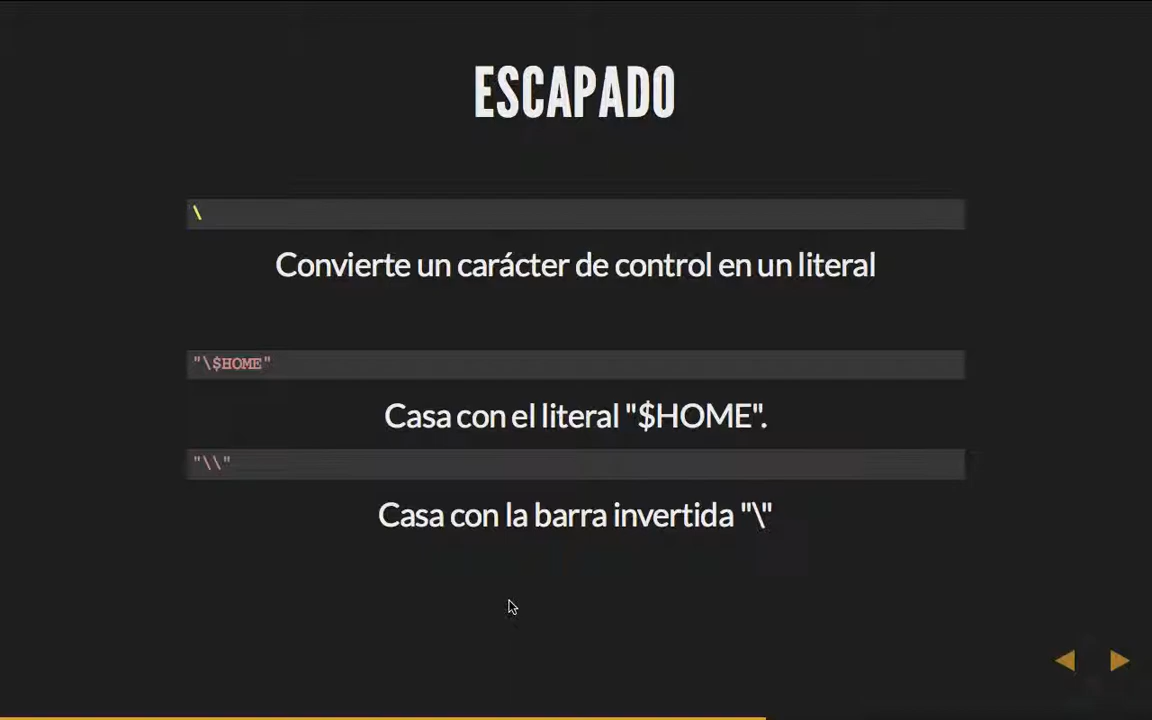 ESCAPADO
\
Convierte un carácter de control en un literal
"\$HOME"
Casa con el literal "$HOME".
"\\"
Casa con la barra invertida "\"